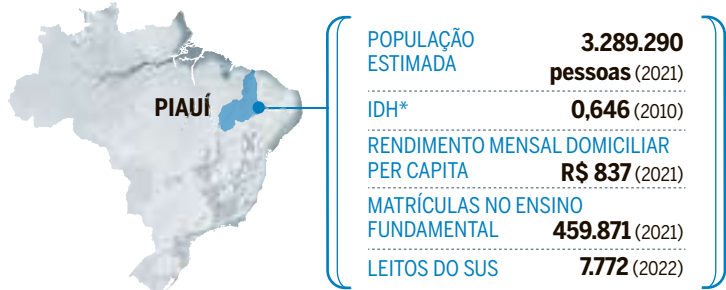 PIAUÍ
POPULAÇÃO
ESTIMADA
3.289.290
pessoas (2021)
IDH* 0,646 (2010)
RENDIMENTO MENSAL DOMICILIAR
PER CAPITA R$ 837 (2021)
MATRÍCULAS NO ENSINO
FUNDAMENTAL 459.871 (2021)
LEITOS DO SUS 7.772 (2022)